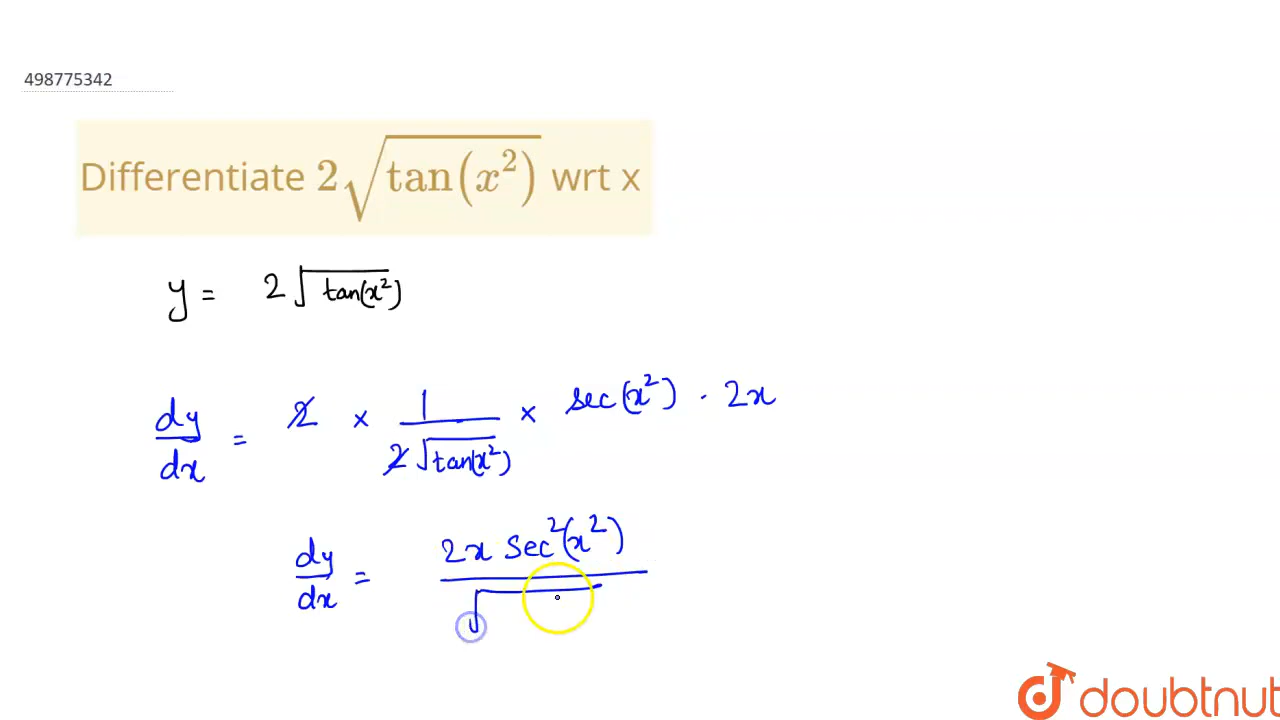 498775342
Differentiate 2√tan(x²) wrt x
y = 2√tan(x²)
dy/dx = 2 × 1/2√tan(x²) × sec(x²) · 2x
dy/dx = 2x sec²(x²)/√
doubtnut